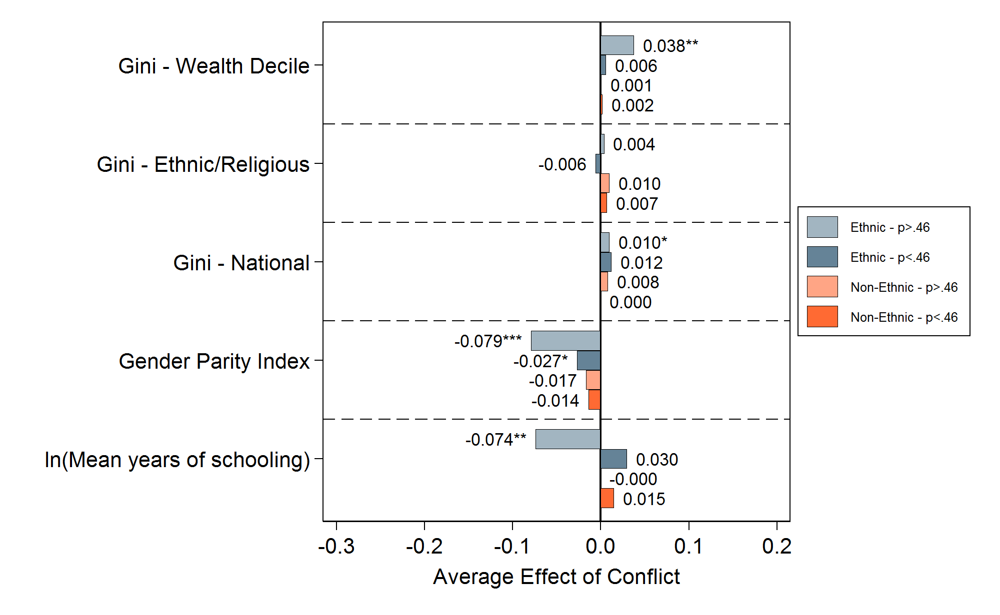 Gini - Wealth Decile
0.038**
0.006
0.001
0.002
Gini - Ethnic/Religious
0.004
-0.006
0.010
0.007
Gini - National
0.010*
0.012
0.008
0.000
Gender Parity Index
-0.079***
-0.027*
-0.017
-0.014
ln(Mean years of schooling)
-0.074**
0.030
-0.000
0.015
-0.3 -0.2 -0.1 0.0 0.1 0.2
Average Effect of Conflict
Ethnic - p>.46
Ethnic - p<.46
Non-Ethnic - p>.46
Non-Ethnic - p<.46